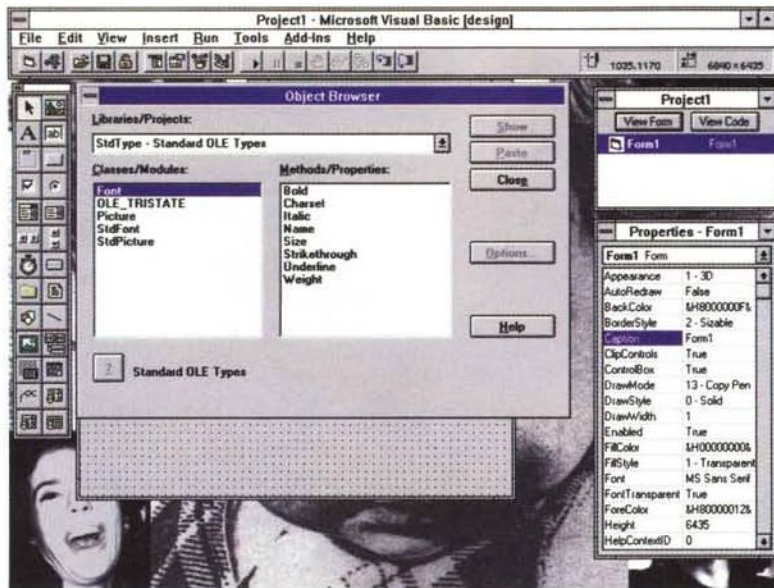 Project1 - Microsoft Visual Basic [design]
File Edit View Insert Run Tools Add-Ins Help
1035,1170 6840×6435
Object Browser
Libraries/Projects:
StdType - Standard OLE Types
Classes/Modules:
Font
OLE_TRISTATE
Picture
StdFont
StdPicture
Methods/Properties:
Bold
Charset
Italic
Name
Size
Strikethrough
Underline
Weight
Show
Paste
Close
Options...
Help
? Standard OLE Types
A ab
Project1
View Form View Code
Form1 Form1
Properties - Form1
Form1 Form
Appearance 1 - 3D
AutoRedraw False
BackColor &H8000000F&
BorderStyle 2 - Sizable
Caption Form1
ClipControls True
ControlBox True
DrawMode 13 - Copy Pen
DrawStyle 0 - Solid
DrawWidth 1
Enabled True
FillColor &H00000000&
FillStyle 1 - Transparent
Font MS Sans Serif
FontTransparent True
ForeColor &H80000012&
Height 6435
HelpContextID 0